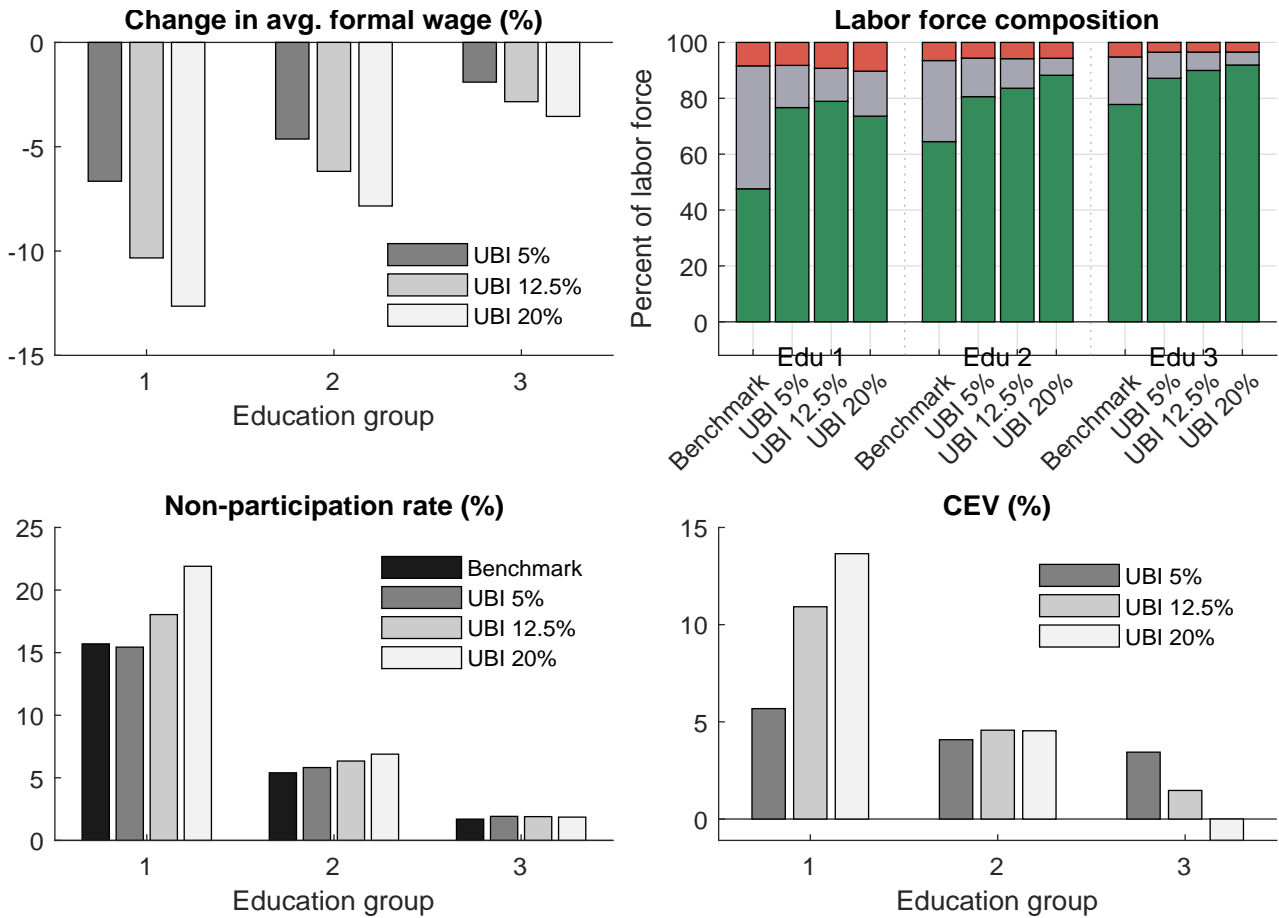 Change in avg. formal wage (%)
0
-5
-10
-15
UBI 5%
UBI 12.5%
UBI 20%
1 2 3
Education group
Labor force composition
Percent of labor force
100
80
60
40
20
0
Edu 1 Edu 2 Edu 3
Benchmark
UBI 5%
UBI 12.5%
UBI 20%
Benchmark
UBI 5%
UBI 12.5%
UBI 20%
Benchmark
UBI 5%
UBI 12.5%
UBI 20%
Non-participation rate (%)
25
20
15
10
5
0
Benchmark
UBI 5%
UBI 12.5%
UBI 20%
1 2 3
Education group
CEV (%)
15
10
5
0
UBI 5%
UBI 12.5%
UBI 20%
1 2 3
Education group